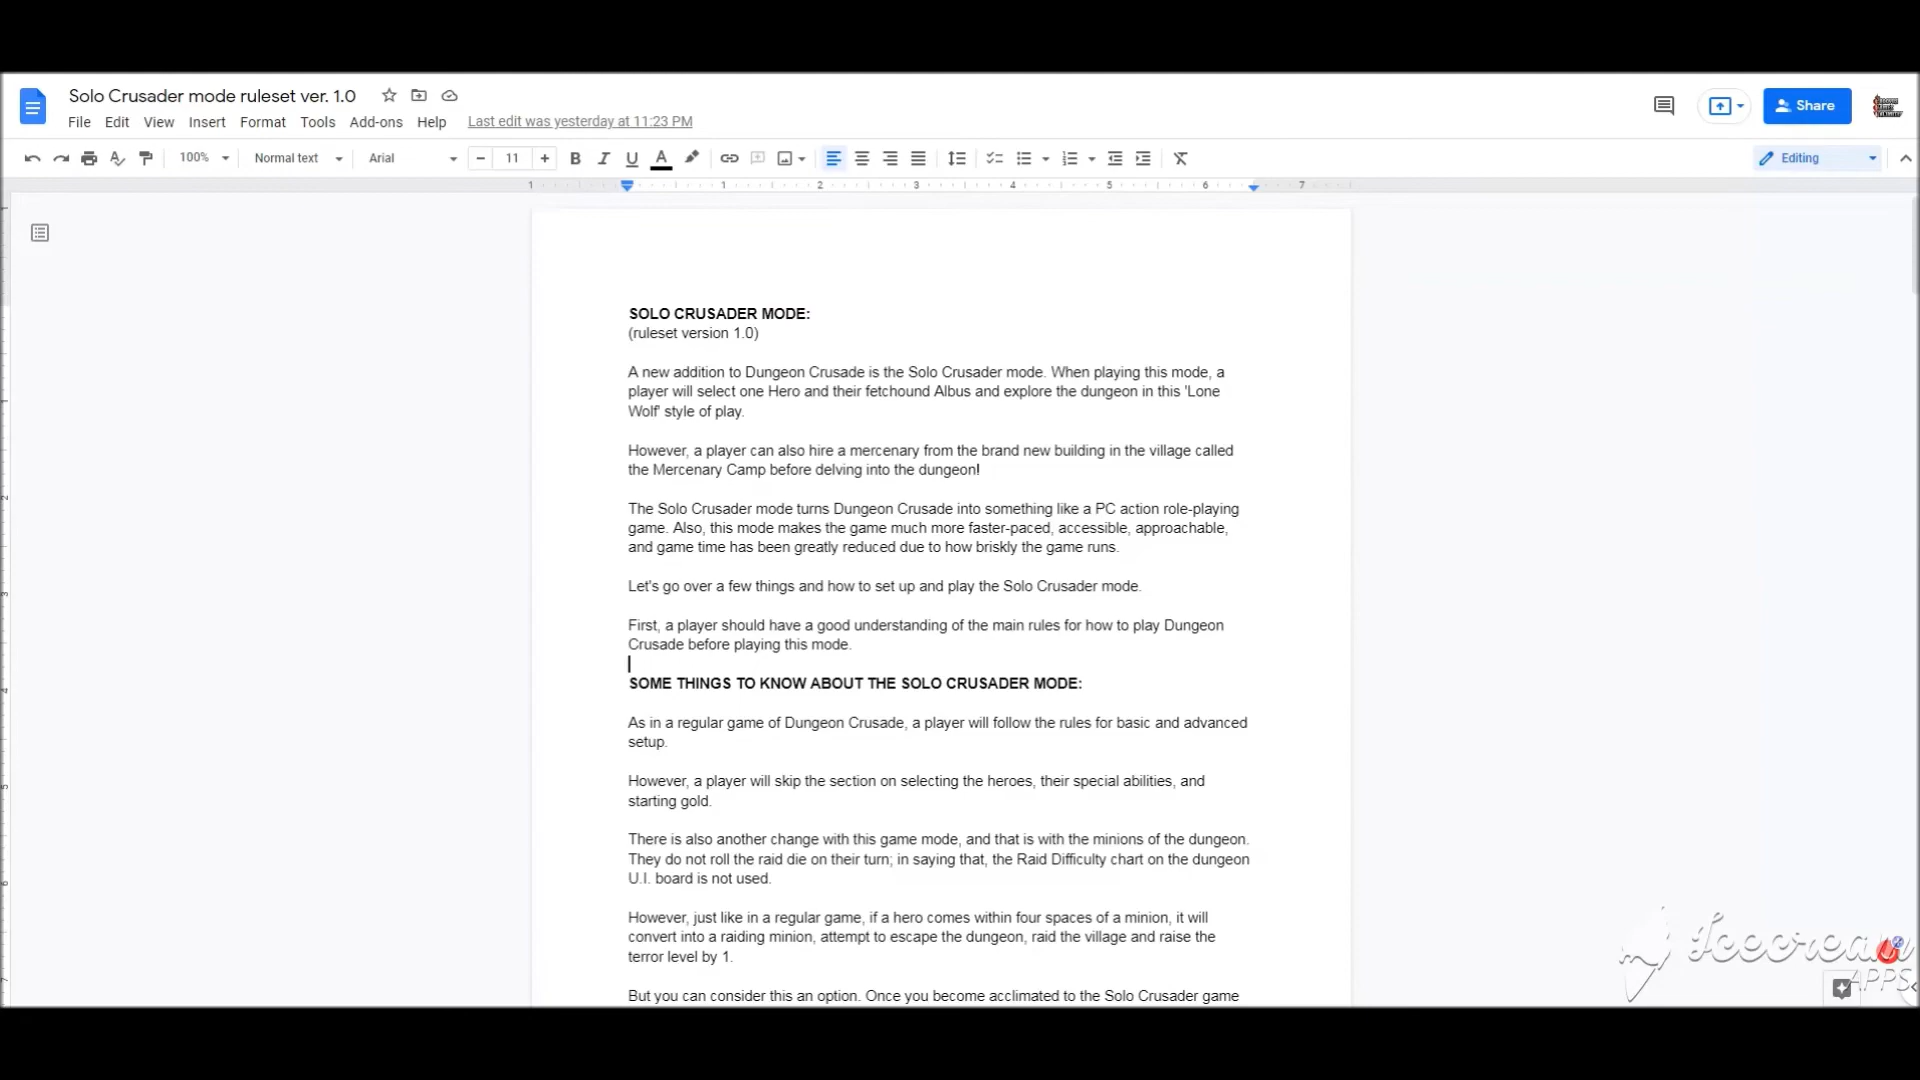 Solo Crusader mode ruleset ver. 1.0
Share
File Edit View Insert Format Tools Add-ons Help Last edit was yesterday at 11:23 PM
100% Normal text Arial 11 Editing
1 1 2 3 4 5 6 7
SOLO CRUSADER MODE:
(ruleset version 1.0)
A new addition to Dungeon Crusade is the Solo Crusader mode. When playing this mode, a
player will select one Hero and their fetchound Albus and explore the dungeon in this 'Lone
Wolf' style of play.
However, a player can also hire a mercenary from the brand new building in the village called
the Mercenary Camp before delving into the dungeon!
The Solo Crusader mode turns Dungeon Crusade into something like a PC action role-playing
game. Also, this mode makes the game much more faster-paced, accessible, approachable,
and game time has been greatly reduced due to how briskly the game runs.
Let's go over a few things and how to set up and play the Solo Crusader mode.
First, a player should have a good understanding of the main rules for how to play Dungeon
Crusade before playing this mode.
SOME THINGS TO KNOW ABOUT THE SOLO CRUSADER MODE:
As in a regular game of Dungeon Crusade, a player will follow the rules for basic and advanced
setup.
However, a player will skip the section on selecting the heroes, their special abilities, and
starting gold.
There is also another change with this game mode, and that is with the minions of the dungeon.
They do not roll the raid die on their turn; in saying that, the Raid Difficulty chart on the dungeon
U.I. board is not used.
However, just like in a regular game, if a hero comes within four spaces of a minion, it will
convert into a raiding minion, attempt to escape the dungeon, raid the village and raise the
terror level by 1.
But you can consider this an option. Once you become acclimated to the Solo Crusader game
Icecream
APPS